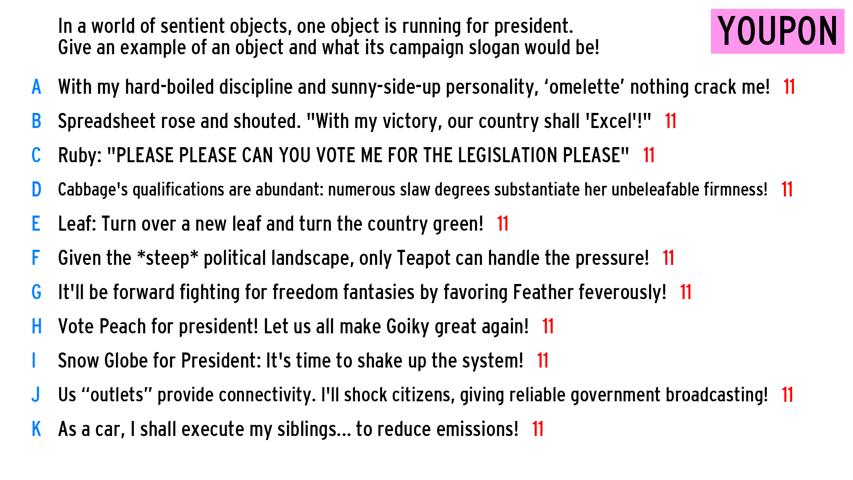 In a world of sentient objects, one object is running for president.
Give an example of an object and what its campaign slogan would be!
YOUPON
A With my hard-boiled discipline and sunny-side-up personality, ‘omelette’ nothing crack me! 11
B Spreadsheet rose and shouted. "With my victory, our country shall 'Excel'!" 11
C Ruby: "PLEASE PLEASE CAN YOU VOTE ME FOR THE LEGISLATION PLEASE" 11
D Cabbage's qualifications are abundant: numerous slaw degrees substantiate her unbeleafable firmness! 11
E Leaf: Turn over a new leaf and turn the country green! 11
F Given the *steep* political landscape, only Teapot can handle the pressure! 11
G It'll be forward fighting for freedom fantasies by favoring Feather feverously! 11
H Vote Peach for president! Let us all make Goiky great again! 11
I Snow Globe for President: It's time to shake up the system! 11
J Us “outlets” provide connectivity. I'll shock citizens, giving reliable government broadcasting! 11
K As a car, I shall execute my siblings... to reduce emissions! 11